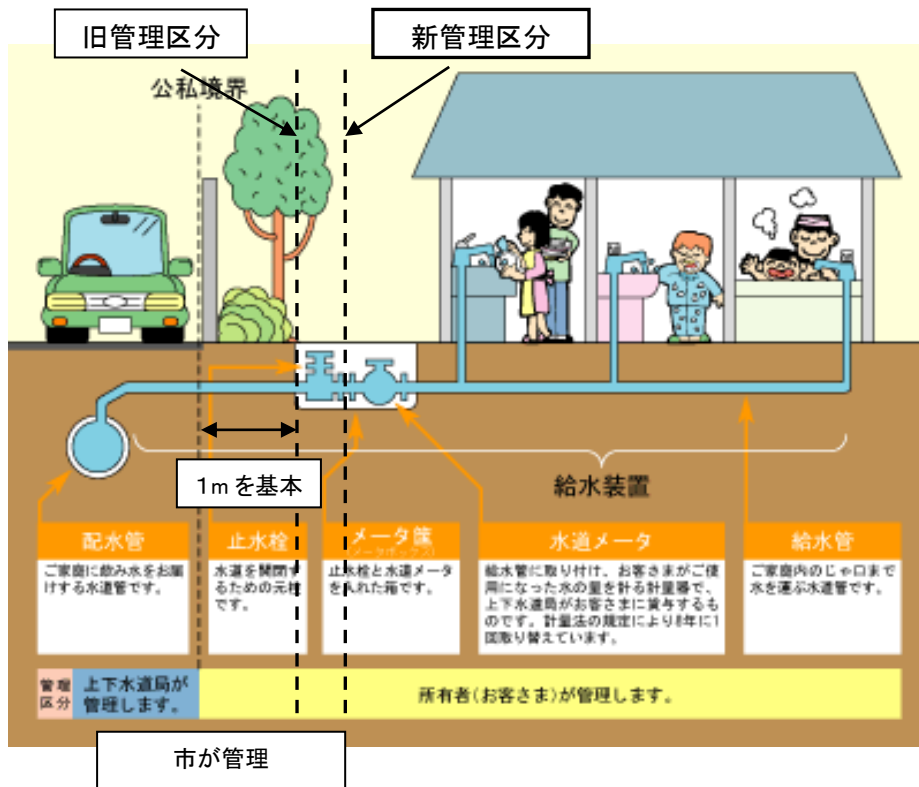 旧管理区分
新管理区分
公私境界
1mを基本
給水装置
配水管
ご家庭に飲み水をお届
けする水道管です。
止水栓
水道を開閉す
るための元栓
です。
メータ筐
(メータボックス)
止水栓と水道メータ
を入れた箱です。
水道メータ
給水管に取り付け、お客さまがご使
用になった水の量を計る計量器で、
上下水道局がお客さまに貸与するも
のです。計量法の規定により8年に1
回取り替えています。
給水管
ご家庭内のじゃ口まで
水を運ぶ水道管です。
管理
区分
上下水道局が
管理します。
所有者(お客さま)が管理します。
市が管理